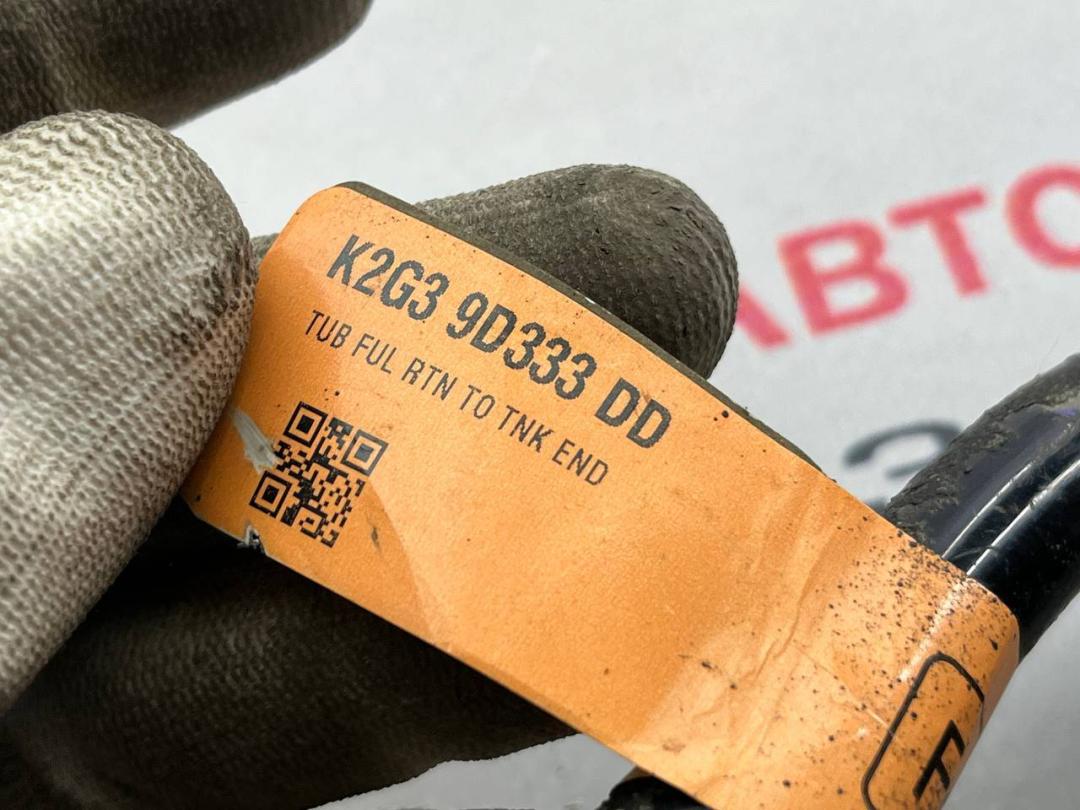 K2G3 9D333 DD
TUB FUL RTN TO TNK END
F
АВТО